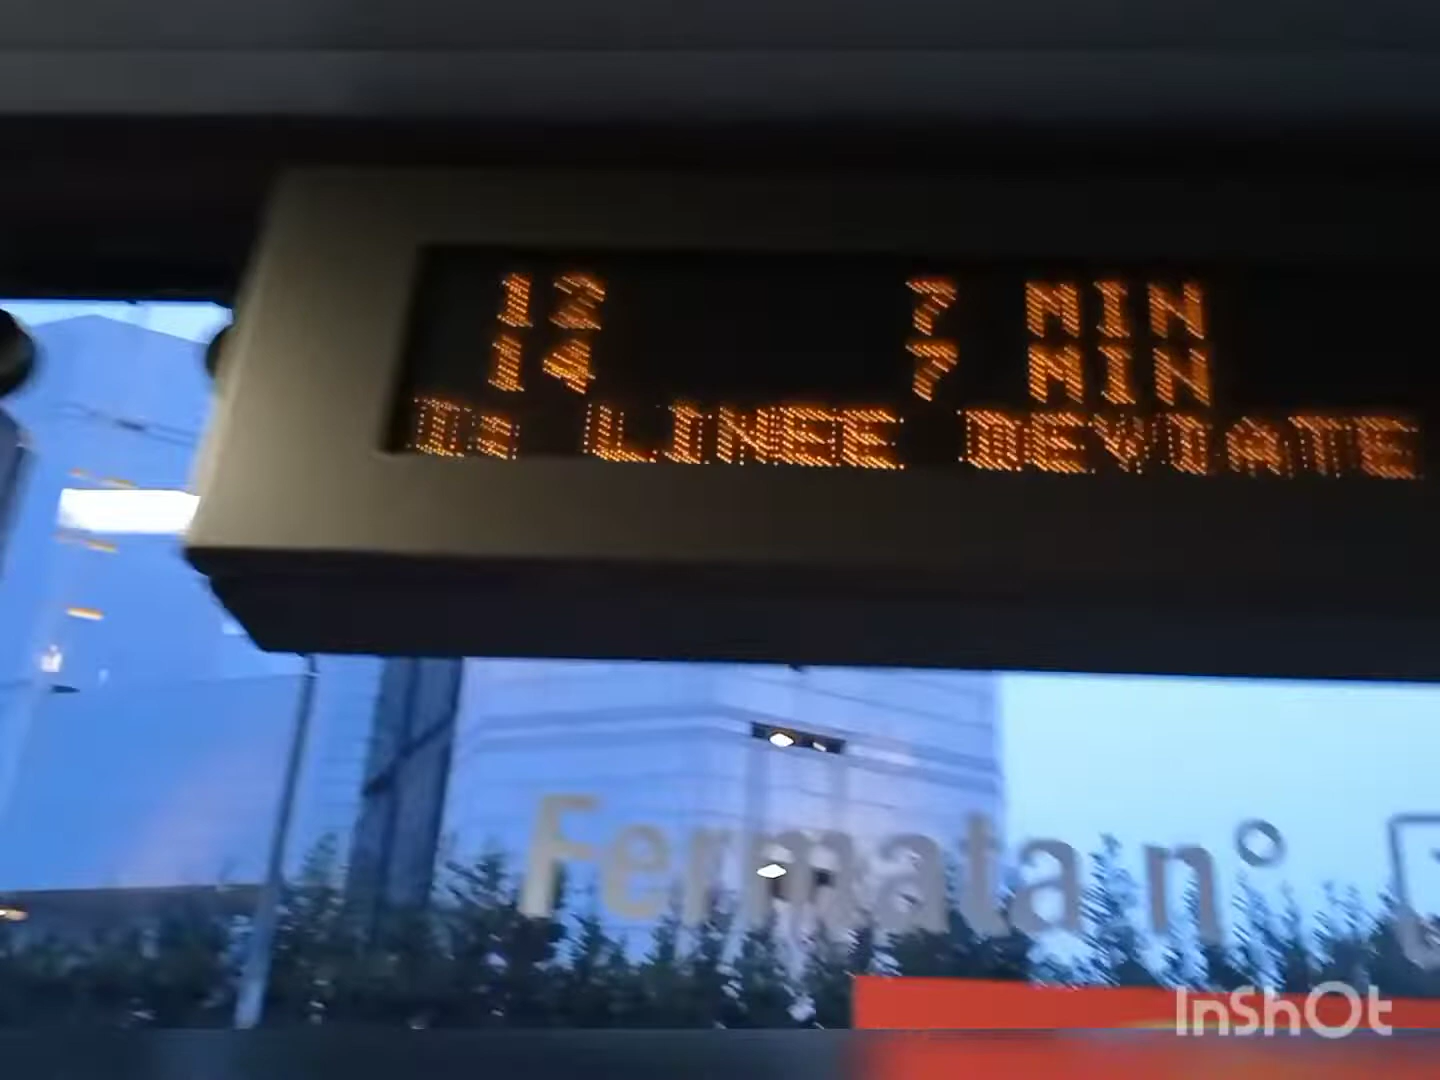 12 7 MIN
14 7 MIN
LINEE DEVIATE
Fermata n°
InShOt